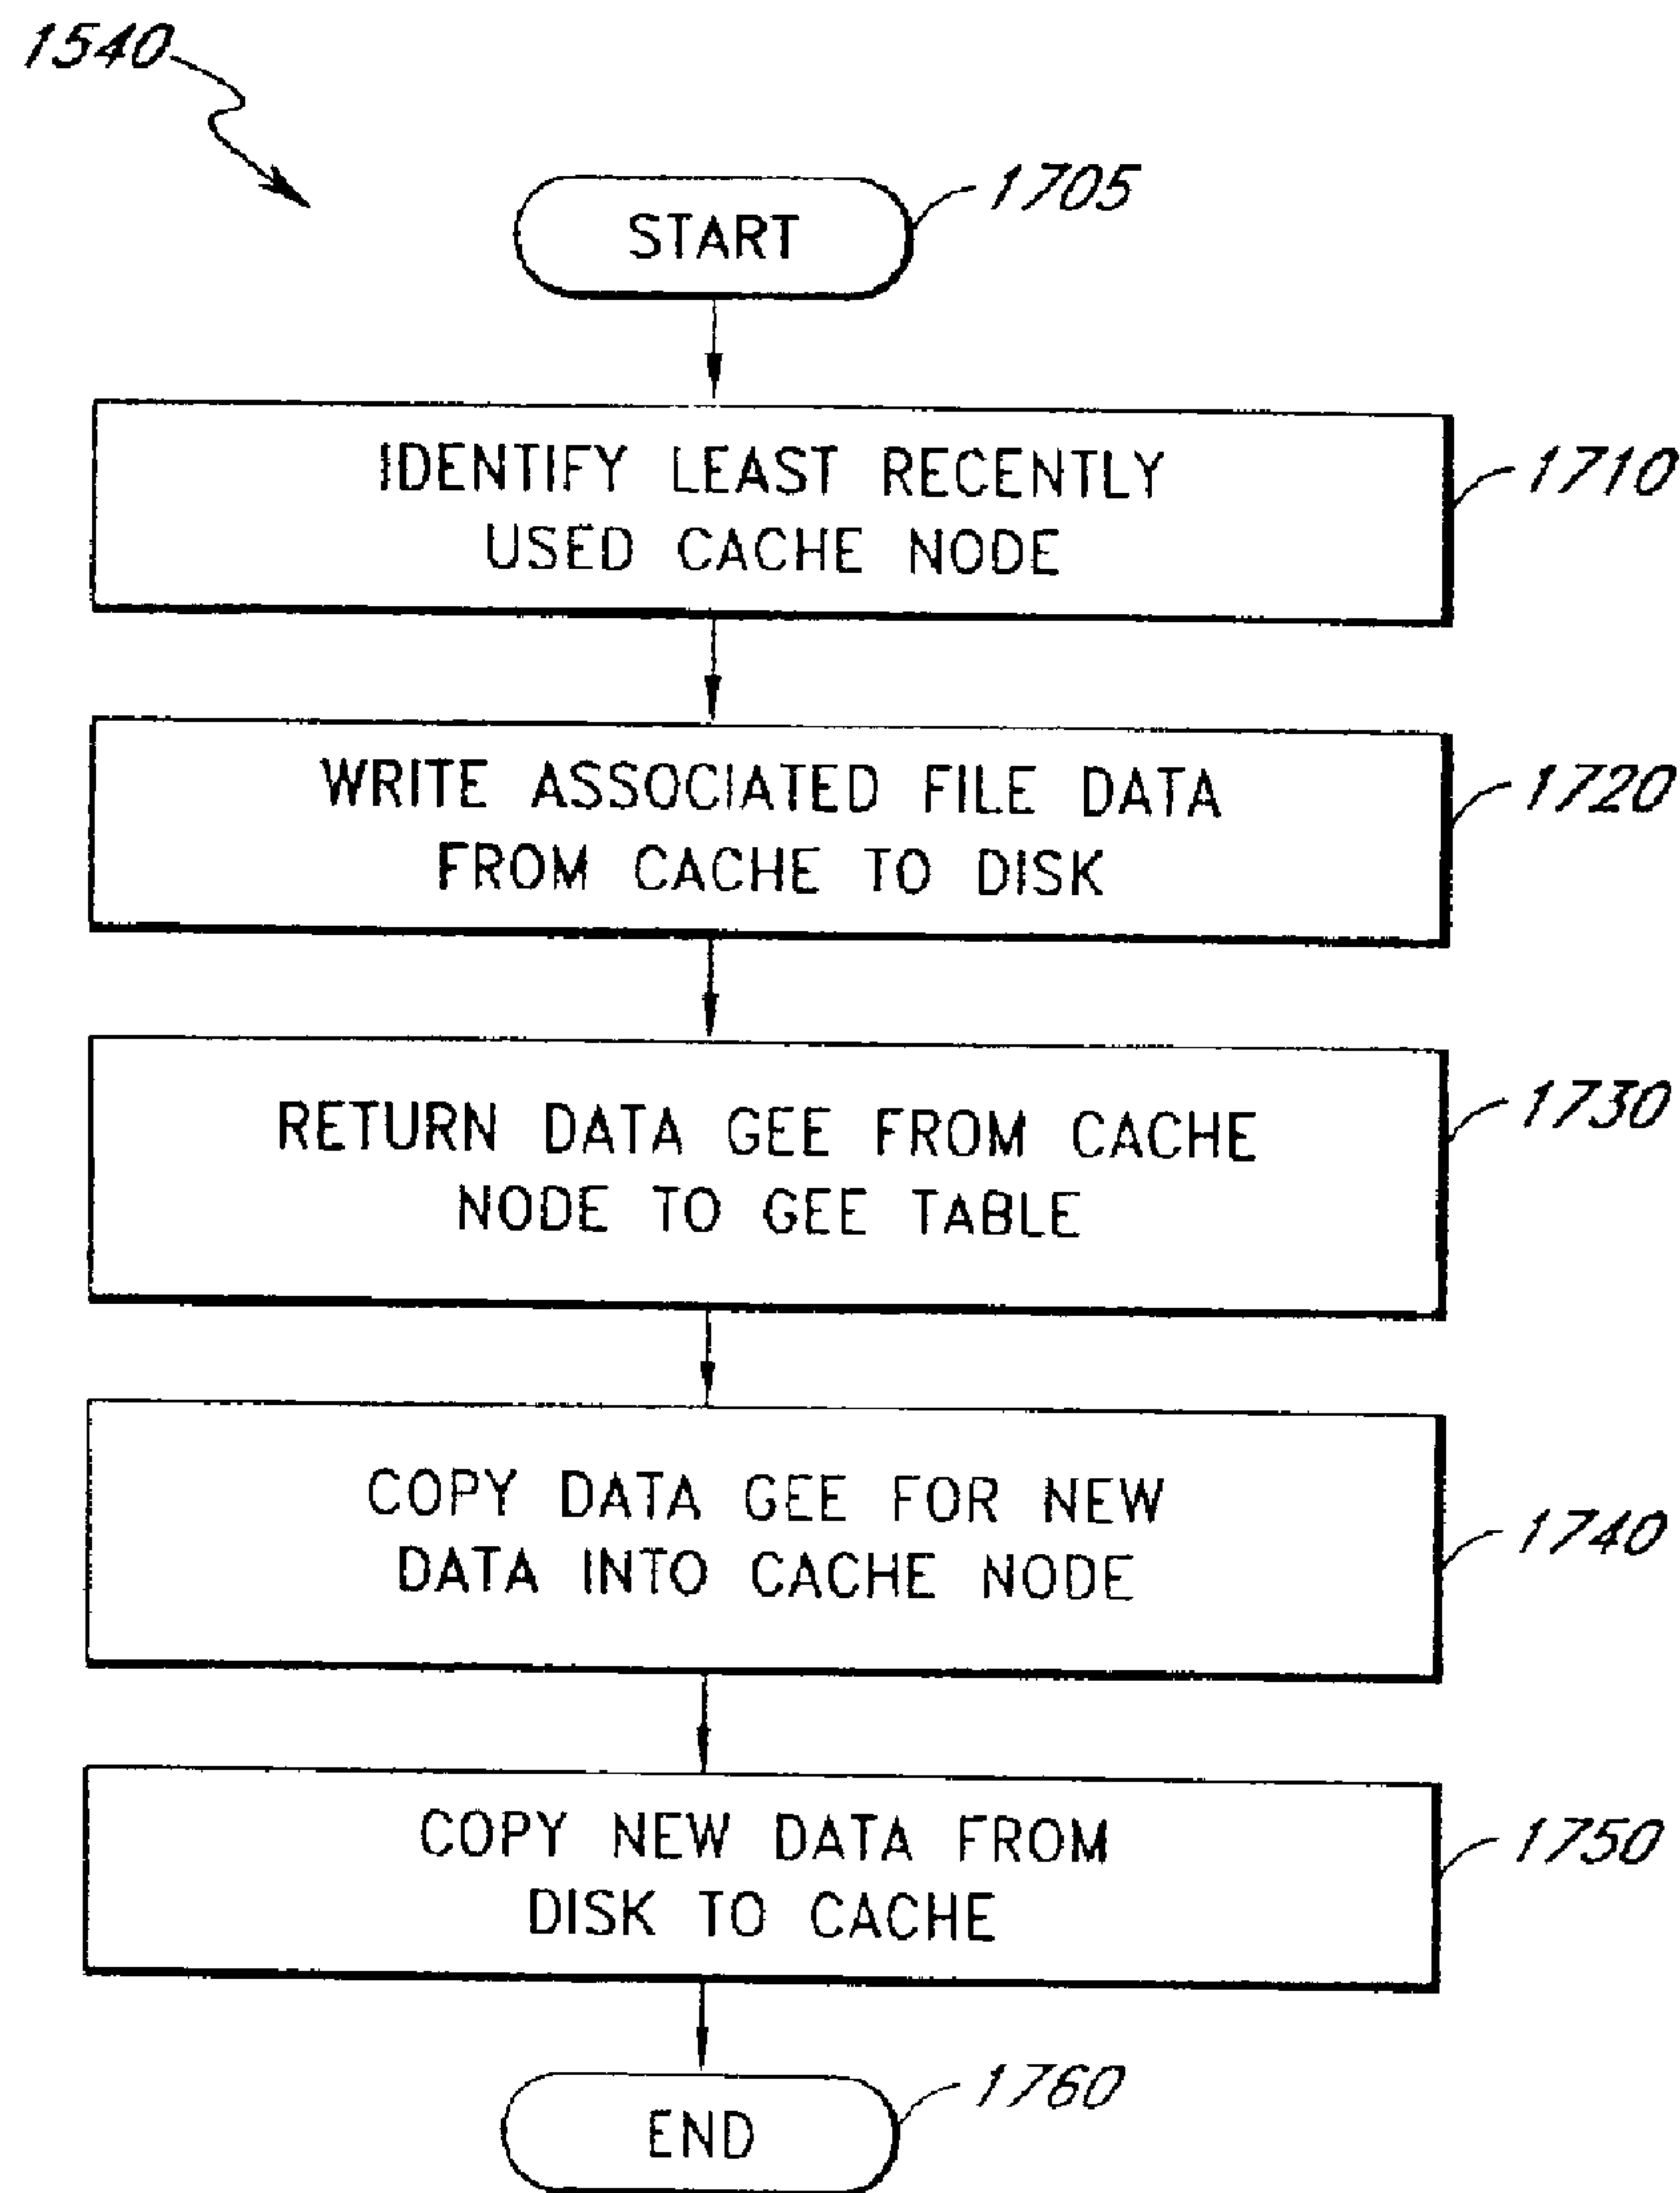 1540
START
1705
IDENTIFY LEAST RECENTLY
USED CACHE NODE
1710
WRITE ASSOCIATED FILE DATA
FROM CACHE TO DISK
1720
RETURN DATA GEE FROM CACHE
NODE TO GEE TABLE
1730
COPY DATA GEE FOR NEW
DATA INTO CACHE NODE
1740
COPY NEW DATA FROM
DISK TO CACHE
1750
END
1760